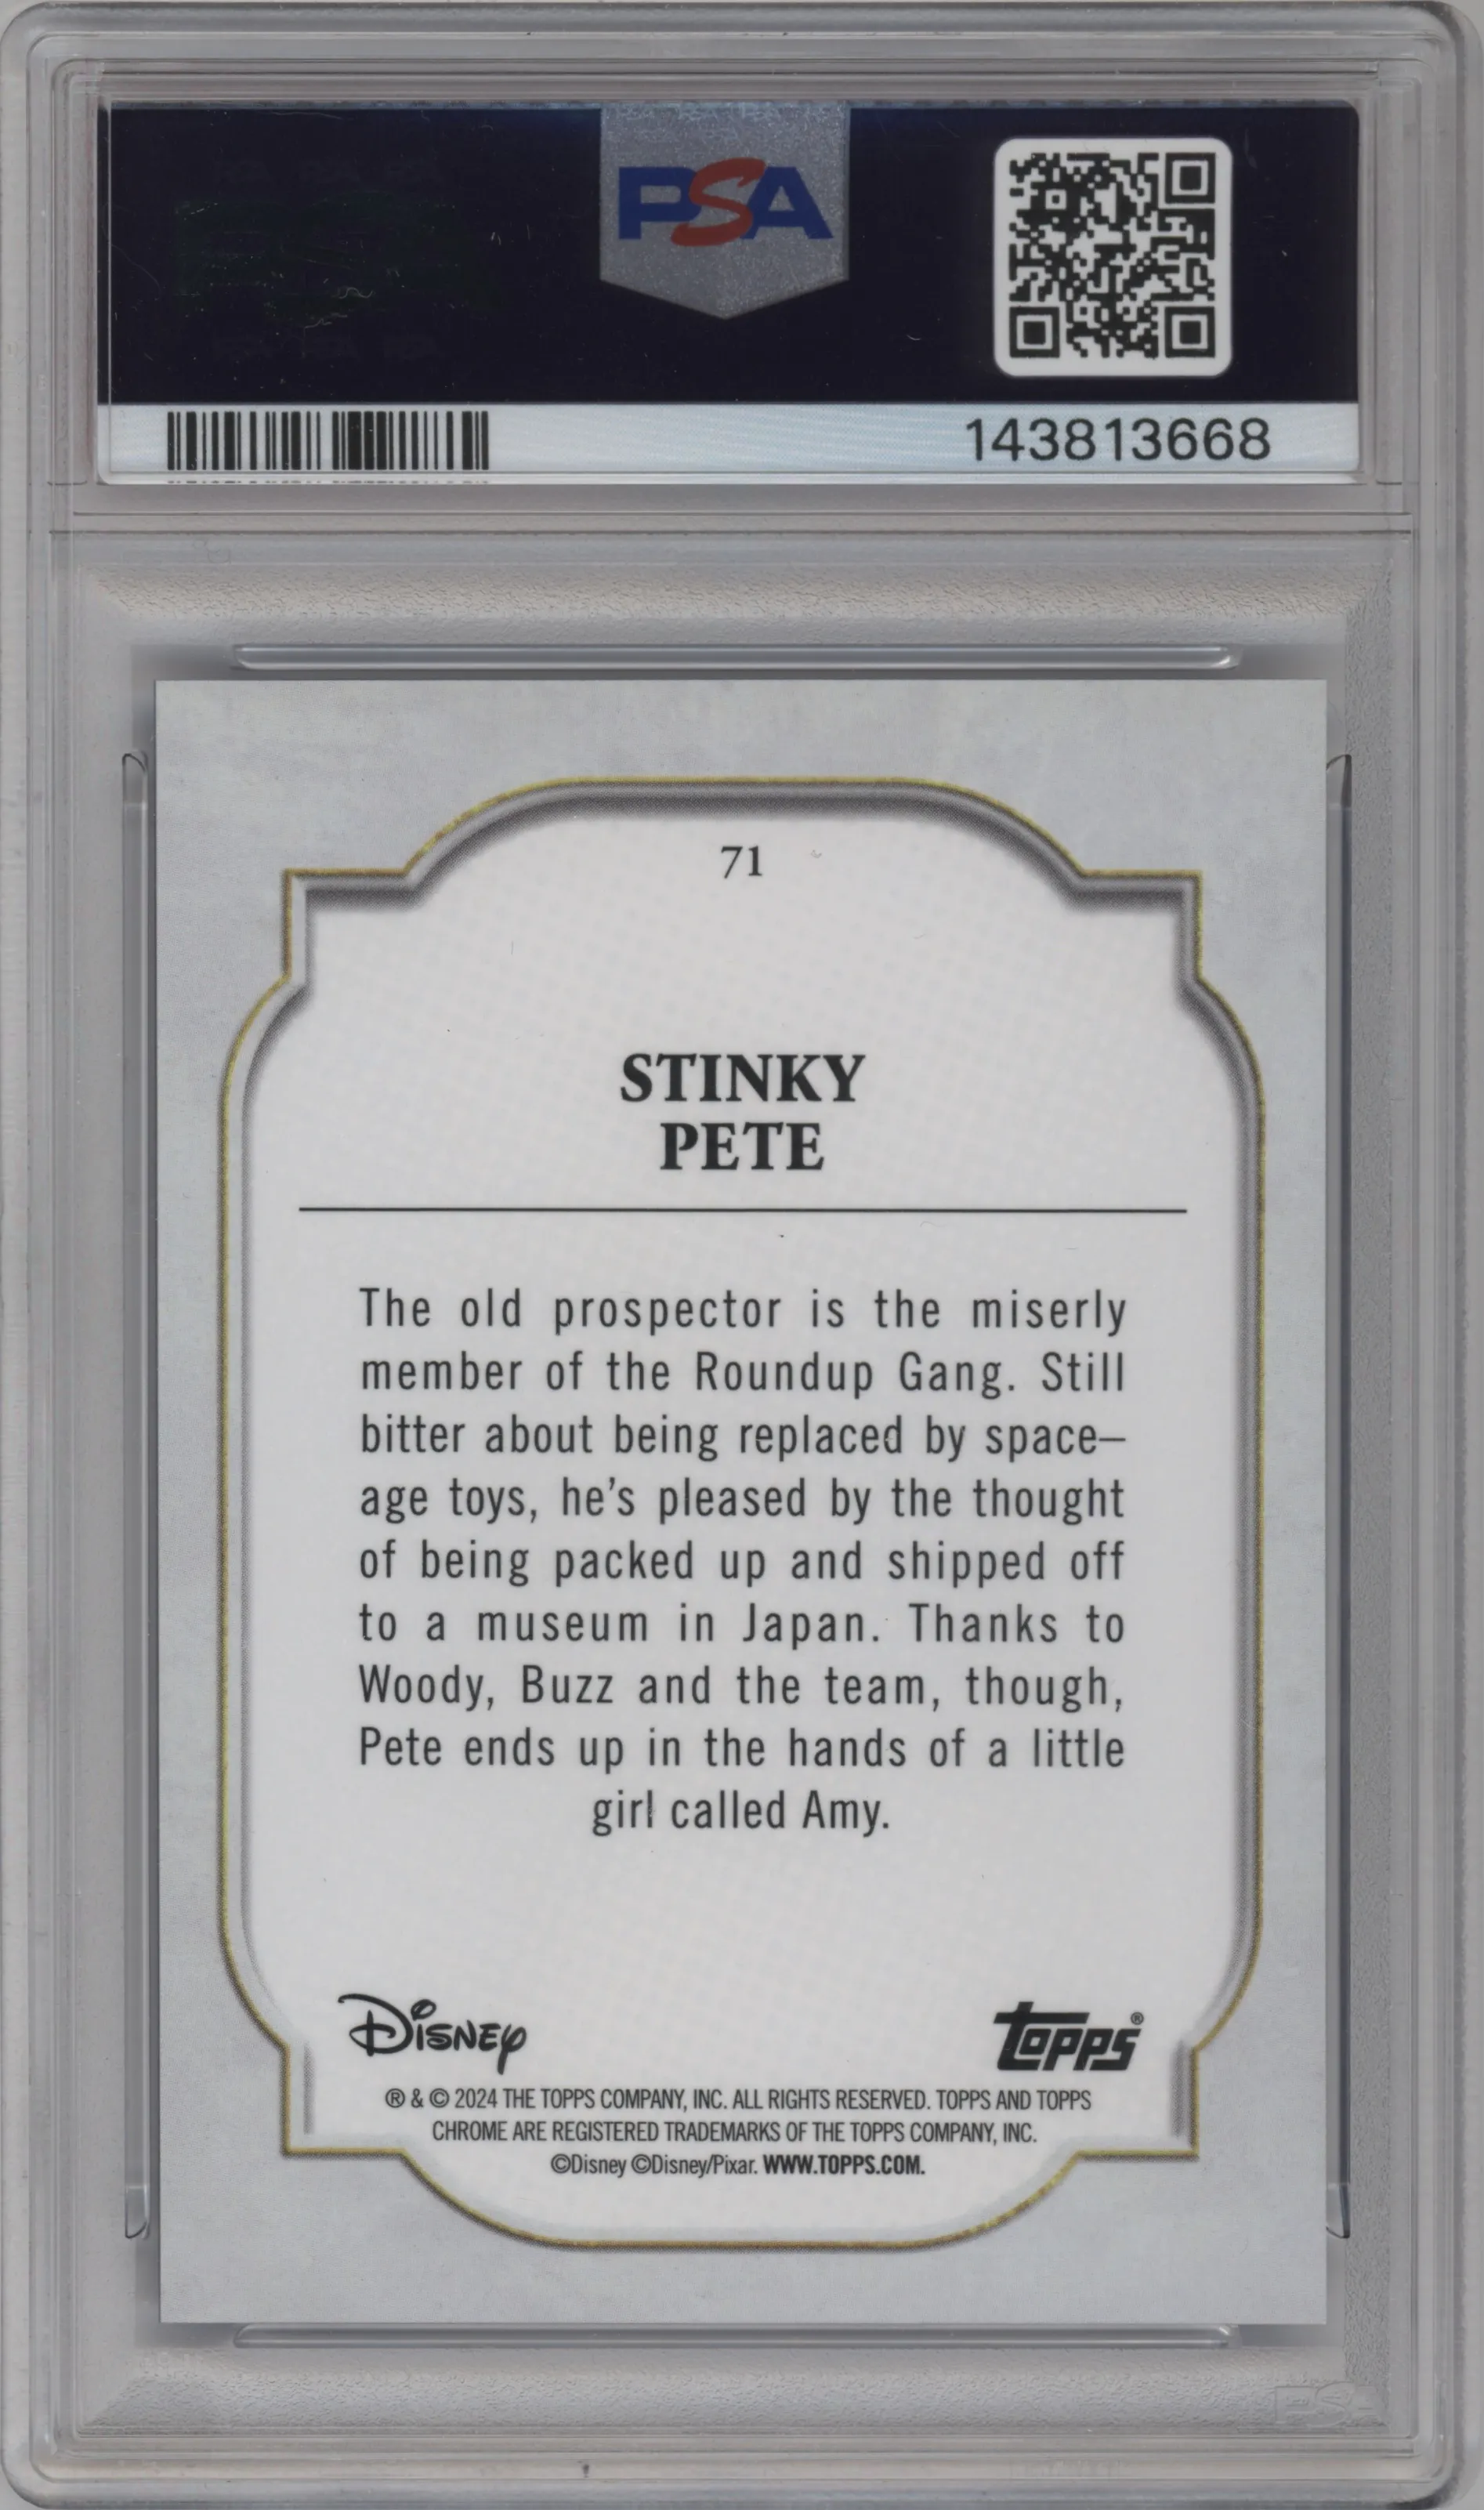 PSA
143813668
71
STINKY
PETE
The old prospector is the miserly
member of the Roundup Gang. Still
bitter about being replaced by space–
age toys, he's pleased by the thought
of being packed up and shipped off
to a museum in Japan. Thanks to
Woody, Buzz and the team, though,
Pete ends up in the hands of a little
girl called Amy.
Disney
topps®
® & © 2024 THE TOPPS COMPANY, INC. ALL RIGHTS RESERVED. TOPPS AND TOPPS
CHROME ARE REGISTERED TRADEMARKS OF THE TOPPS COMPANY, INC.
©Disney ©Disney/Pixar. WWW.TOPPS.COM.
PSA